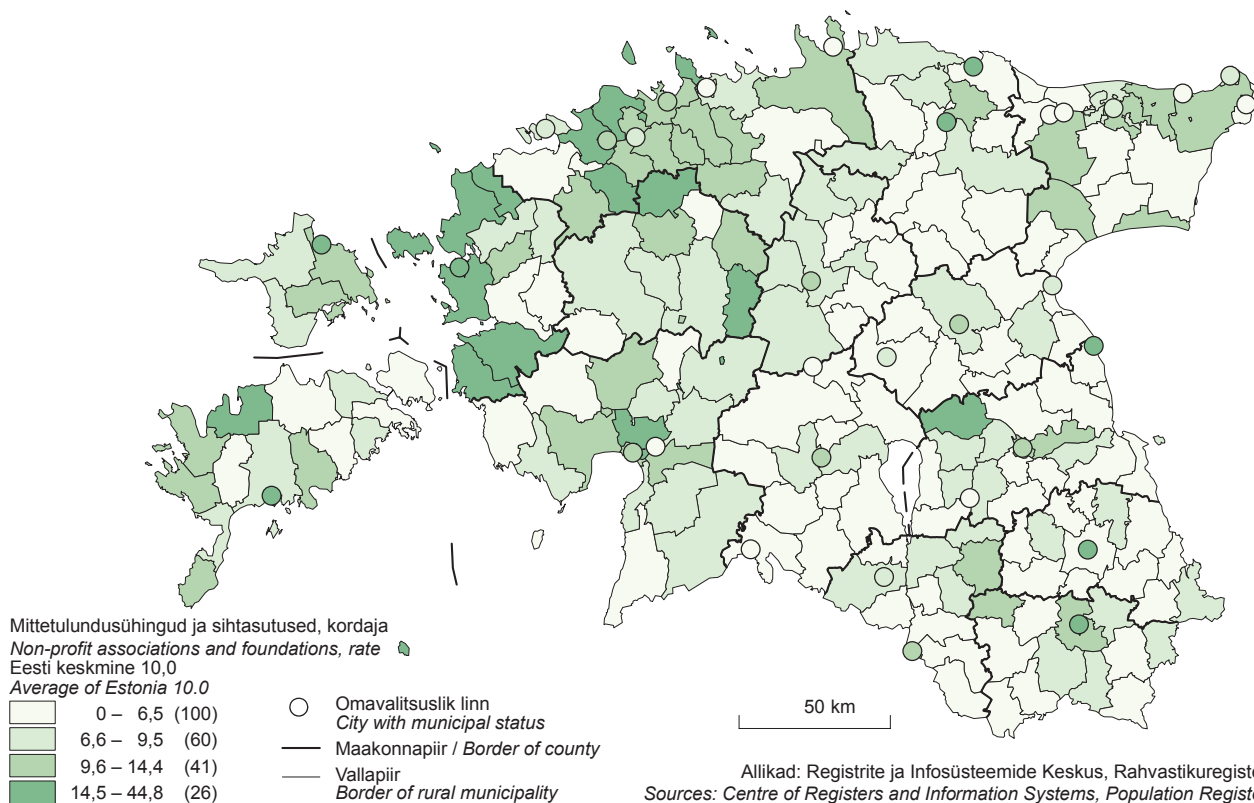 Mittetulundusühingud ja sihtasutused, kordaja
Non-profit associations and foundations, rate
Eesti keskmine 10,0
Average of Estonia 10.0
0 – 6,5 (100)
6,6 – 9,5 (60)
9,6 – 14,4 (41)
14,5 – 44,8 (26)
Omavalitsuslik linn
City with municipal status
Maakonnapiir / Border of county
Vallapiir
Border of rural municipality
50 km
Allikad: Registrite ja Infosüsteemide Keskus, Rahvastikuregiste
Sources: Centre of Registers and Information Systems, Population Registe